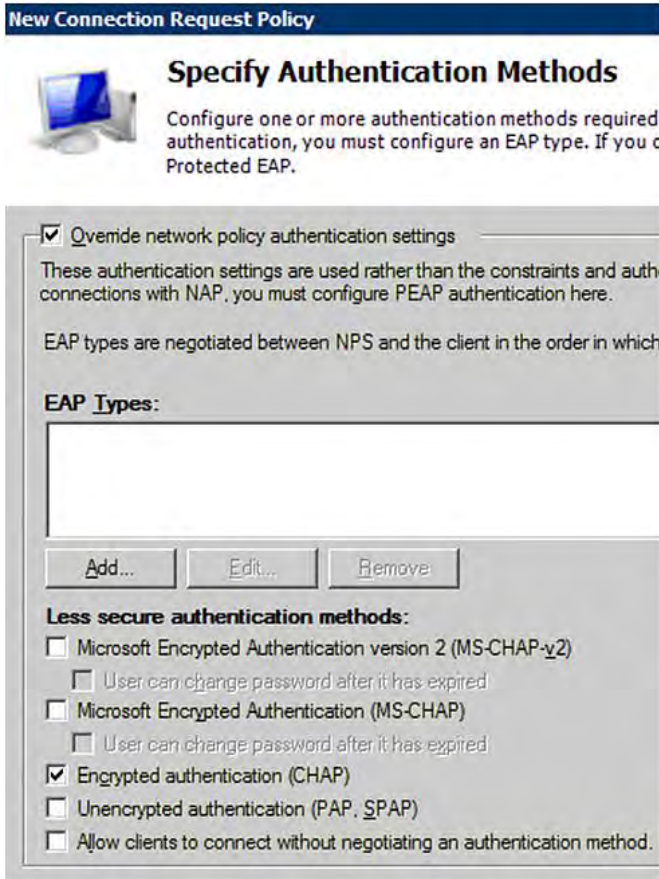 New Connection Request Policy
Specify Authentication Methods
Configure one or more authentication methods required
authentication, you must configure an EAP type. If you
Protected EAP.
Override network policy authentication settings
These authentication settings are used rather than the constraints and
connections with NAP, you must configure PEAP authentication here.
EAP types are negotiated between NPS and the client in the order in which
EAP Types:
Add... Edit... Remove
Less secure authentication methods:
Microsoft Encrypted Authentication version 2 (MS-CHAP-v2)
User can change password after it has expired
Microsoft Encrypted Authentication (MS-CHAP)
User can change password after it has expired
Encrypted authentication (CHAP)
Unencrypted authentication (PAP, SPAP)
Allow clients to connect without negotiating an authentication method.